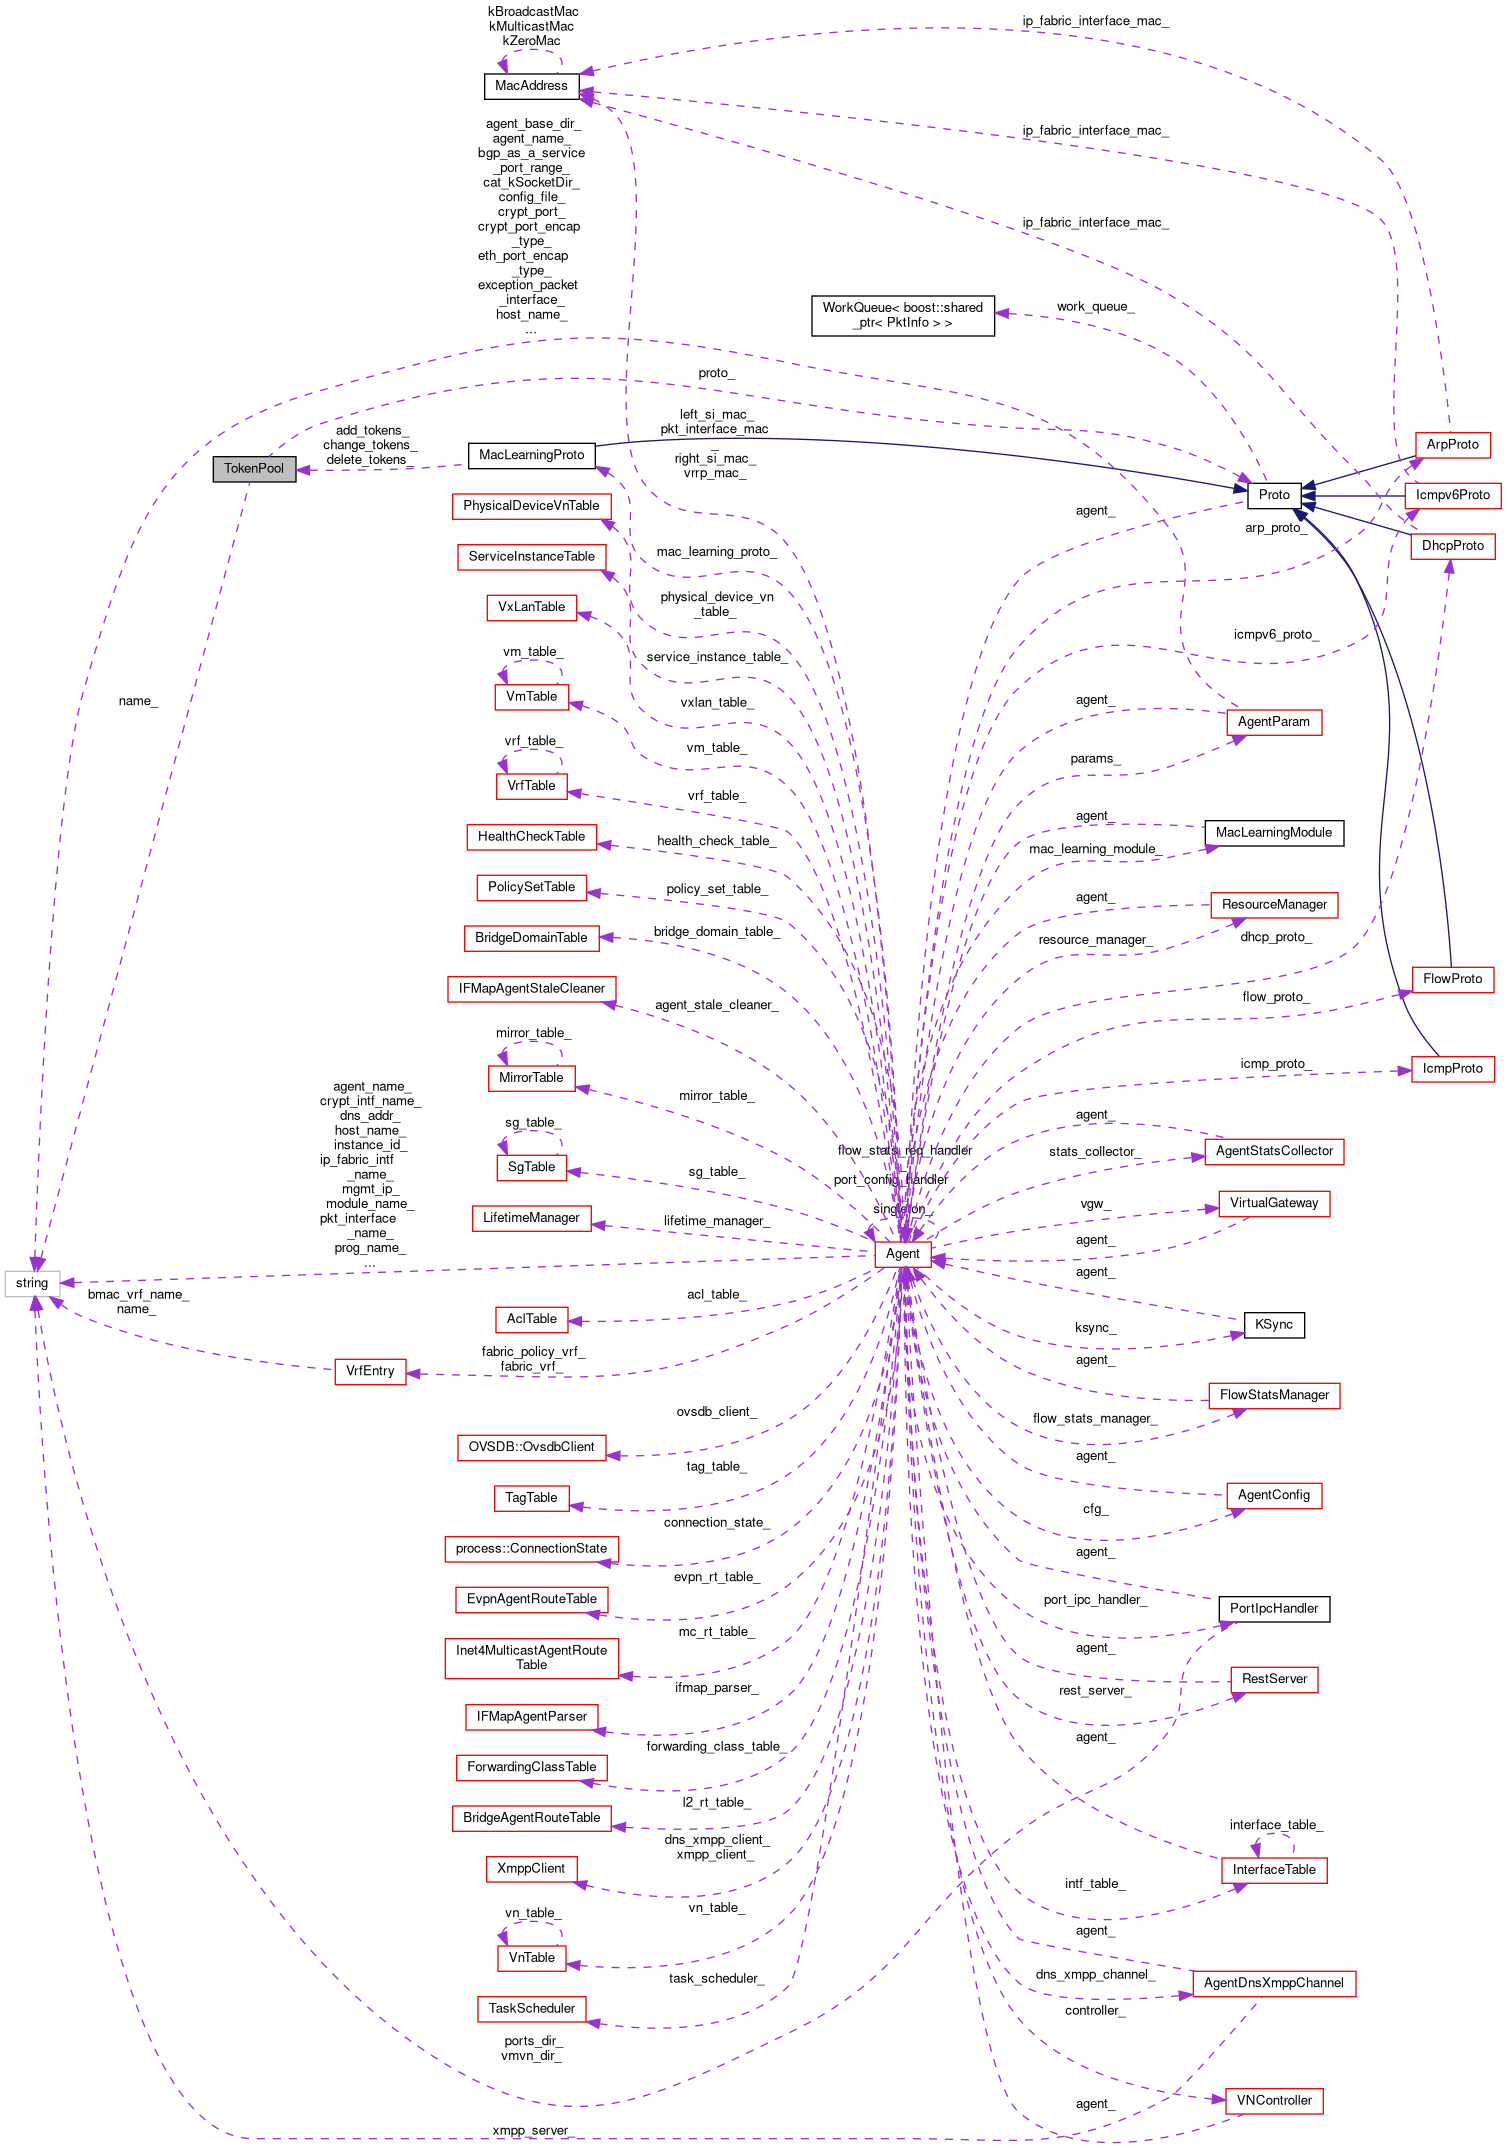 kBroadcastMac
kMulticastMac
kZeroMac
MacAddress
ip_fabric_interface_mac_
ip_fabric_interface_mac_
ip_fabric_interface_mac_
agent_base_dir_
agent_name_
bgp_as_a_service
_port_range_
cat_kSocketDir_
config_file_
crypt_port_
crypt_port_encap
_type_
eth_port_encap
_type_
exception_packet
_interface_
host_name_
...
WorkQueue< boost::shared
_ptr< PktInfo > >
work_queue_
proto_
left_si_mac_
pkt_interface_mac
_
right_si_mac_
vrrp_mac_
add_tokens_
change_tokens_
delete_tokens_
TokenPool
MacLearningProto
ArpProto
Proto
Icmpv6Proto
DhcpProto
PhysicalDeviceVnTable
agent_
arp_proto_
ServiceInstanceTable
mac_learning_proto_
VxLanTable
physical_device_vn
_table_
icmpv6_proto_
vm_table_
service_instance_table_
VmTable
vxlan_table_
name_
agent_
AgentParam
vrf_table_
vm_table_
params_
VrfTable
vrf_table_
agent_
MacLearningModule
HealthCheckTable
health_check_table_
mac_learning_module_
PolicySetTable
policy_set_table_
agent_
ResourceManager
BridgeDomainTable
bridge_domain_table_
resource_manager_
dhcp_proto_
IFMapAgentStaleCleaner
agent_stale_cleaner_
flow_proto_
FlowProto
mirror_table_
MirrorTable
mirror_table_
icmp_proto_
IcmpProto
agent_name_
crypt_intf_name_
dns_addr_
host_name_
instance_id_
ip_fabric_intf
_name_
mgmt_ip_
module_name_
pkt_interface
_name_
prog_name_
...
sg_table_
SgTable
sg_table_
agent_
stats_collector_
AgentStatsCollector
flow_stats_req_handler
_
port_config_handler
_
singleton_
LifetimeManager
lifetime_manager_
vgw_
VirtualGateway
agent_
Agent
string
agent_
bmac_vrf_name_
name_
AclTable
acl_table_
ksync_
KSync
VrfEntry
fabric_policy_vrf_
fabric_vrf_
agent_
FlowStatsManager
flow_stats_manager_
OVSDB::OvsdbClient
ovsdb_client_
agent_
TagTable
tag_table_
cfg_
AgentConfig
process::ConnectionState
connection_state_
agent_
EvpnAgentRouteTable
evpn_rt_table_
port_ipc_handler_
PortIpcHandler
Inet4MulticastAgentRoute
Table
mc_rt_table_
agent_
rest_server_
RestServer
IFMapAgentParser
ifmap_parser_
agent_
ForwardingClassTable
forwarding_class_table_
BridgeAgentRouteTable
l2_rt_table_
interface_table_
XmppClient
dns_xmpp_client_
xmpp_client_
intf_table_
InterfaceTable
vn_table_
VnTable
vn_table_
agent_
TaskScheduler
task_scheduler_
dns_xmpp_channel_
AgentDnsXmppChannel
controller_
ports_dir_
vmvn_dir_
agent_
VNController
xmpp_server_